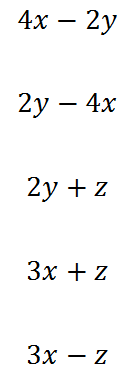 4x − 2y
2y − 4x
2y + z
3x + z
3x − z